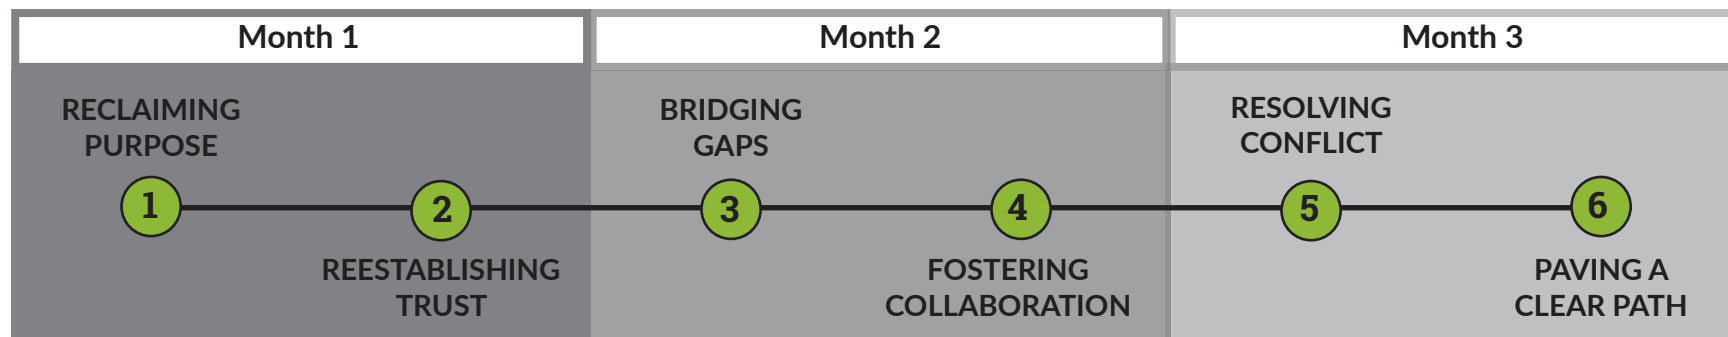 Month 1
Month 2
Month 3
RECLAIMING
PURPOSE
BRIDGING
GAPS
RESOLVING
CONFLICT
1
2
3
4
5
6
REESTABLISHING
TRUST
FOSTERING
COLLABORATION
PAVING A
CLEAR PATH